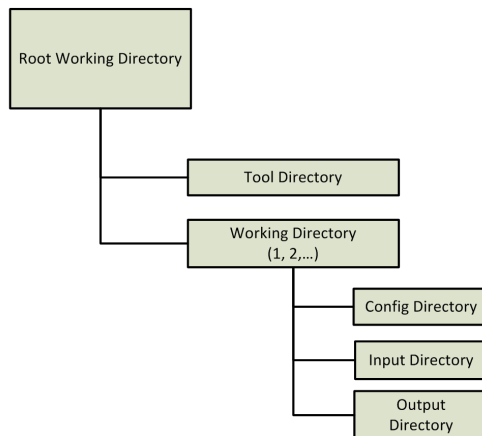 Root Working Directory
Tool Directory
Working Directory
(1, 2,...)
Config Directory
Input Directory
Output
Directory